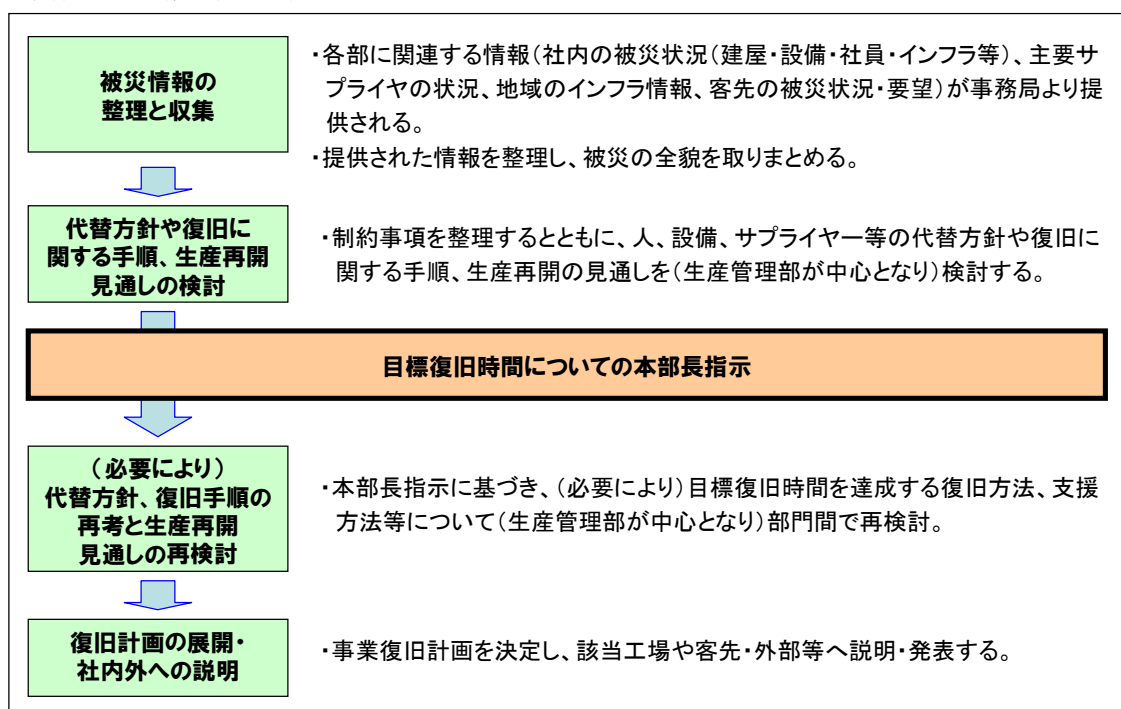 被災情報の
整理と収集
・各部に関連する情報(社内の被災状況(建屋・設備・社員・インフラ等)、主要サ
プライヤの状況、地域のインフラ情報、客先の被災状況・要望)が事務局より提
供される。
・提供された情報を整理し、被災の全貌を取りまとめる。
代替方針や復旧に
関する手順、生産再開
見通しの検討
・制約事項を整理するとともに、人、設備、サプライヤー等の代替方針や復旧に
関する手順、生産再開の見通しを(生産管理部が中心となり)検討する。
目標復旧時間についての本部長指示
(必要により)
代替方針、復旧手順の
再考と生産再開
見通しの再検討
・本部長指示に基づき、(必要により)目標復旧時間を達成する復旧方法、支援
方法等について(生産管理部が中心となり)部門間で再検討。
復旧計画の展開・
社内外への説明
・事業復旧計画を決定し、該当工場や客先・外部等へ説明・発表する。